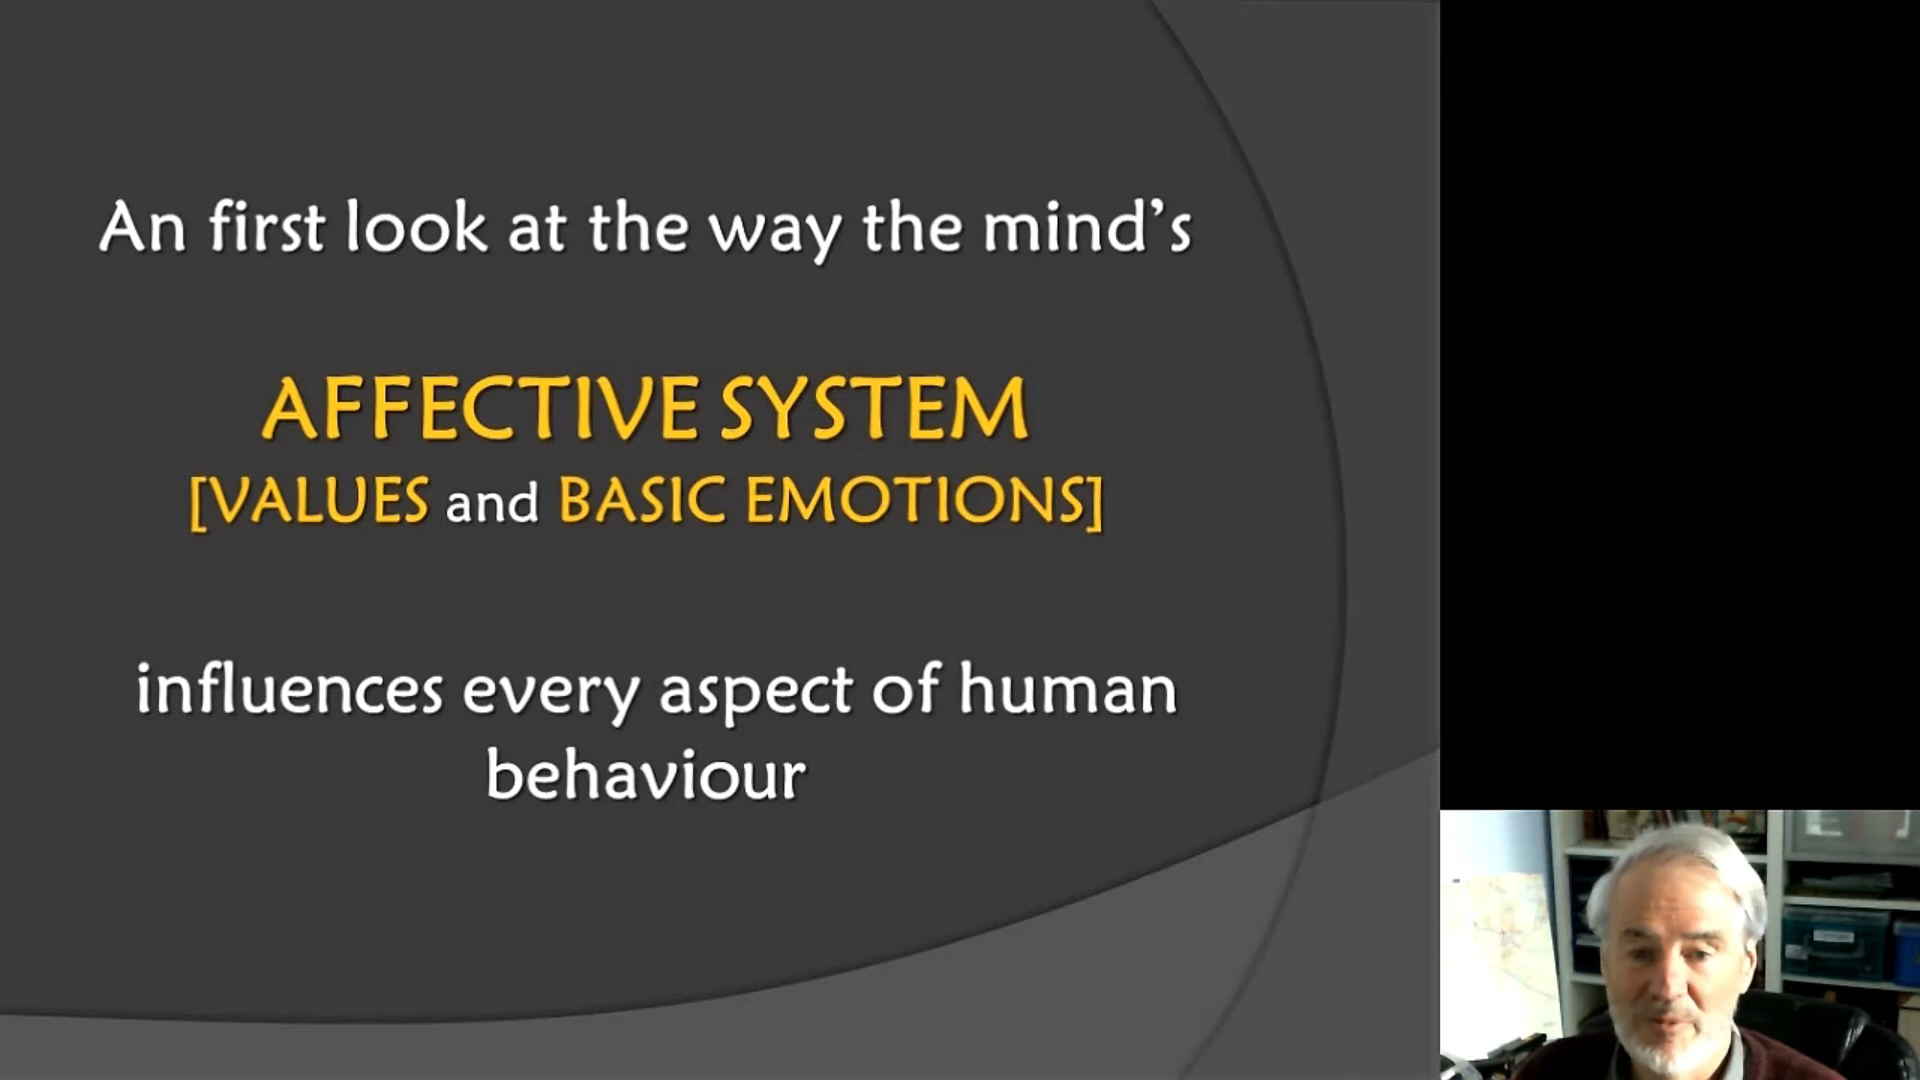 An first look at the way the mind's
AFFECTIVE SYSTEM
[VALUES and BASIC EMOTIONS]
influences every aspect of human
behaviour